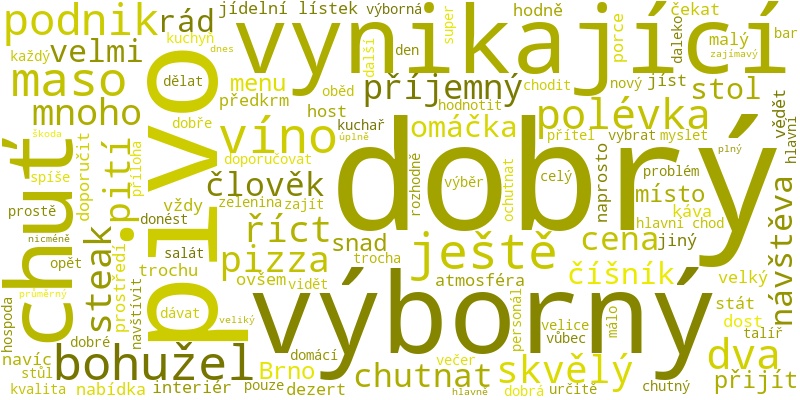 podnik
rád
jídelní lístek
výborná
hodně
čekat
bar
malý
zajímavý
vynikající
kuchyň
dnes
super
další
den
porce
daleko
každý
velmi
maso
dělat
menu
předkrm
oběd
chodit
nový
jíst
stol
příjemný
mnoho
pivo
dobře
host
hodnotit
polévka
vědět
hlavní
chuť
škoda
pití
víno
kuchař
úplně
omáčka
přítel
vybrat
myslet
plný
dobrý
doporučit
příloha
doporučovat
člověk
zelenina
zajít
rozhodně
výběr
ochutnat
celý
naprosto
problém
místo
káva
návštěva
spíše
prostě
vždy
donést
nicméně
steak
říct
snad
ještě
cena
hlavní chod
jiný
opět
prostředí
salát
trochu
pizza
trocha
číšník
velký
navštívit
ovšem
vidět
atmosféra
výborný
průměrný
dávat
veliký
personál
stát
málo
dost
talíř
hospoda
bohužel
dobré
domácí
velice
vůbec
večer
dva
navíc
stůl
Brno
chutnat
skvělý
přijít
kvalita
nabídka
interiér
pouze
dezert
hlavně
dobrá
určitě
chutný